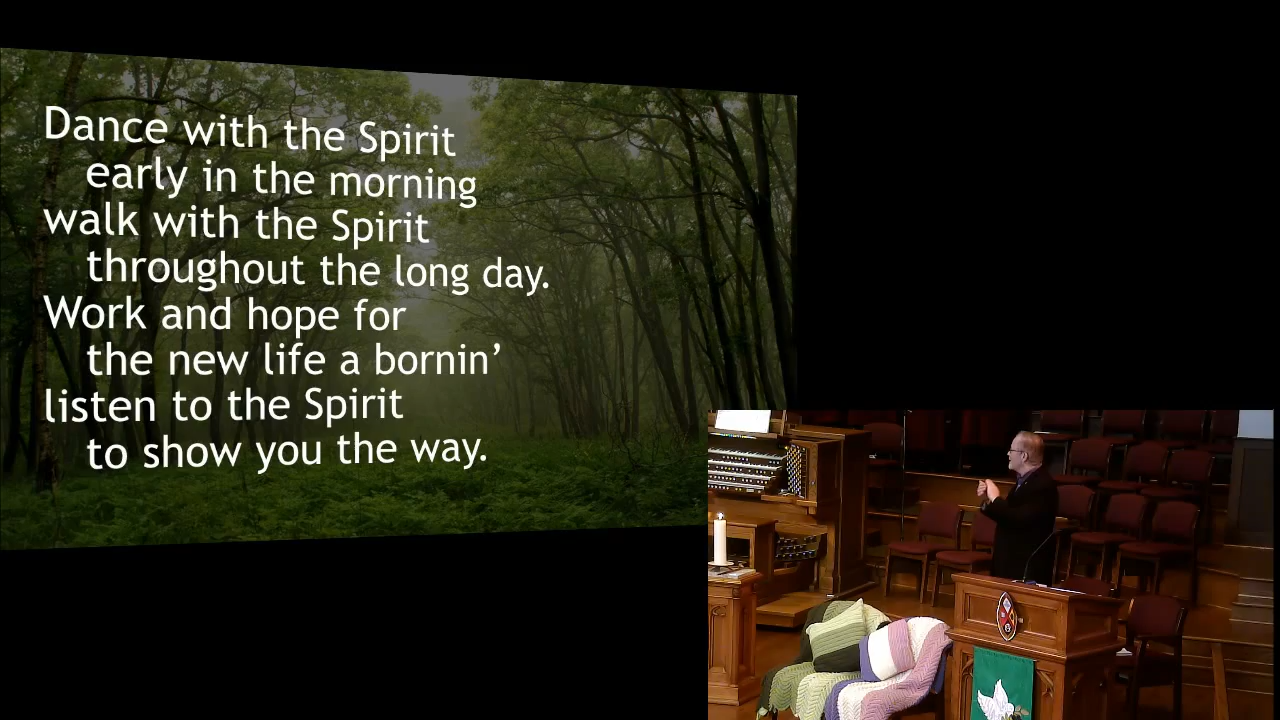 Dance with the Spirit
early in the morning
walk with the Spirit
throughout the long day.
Work and hope for
the new life a bornin’
listen to the Spirit
to show you the way.